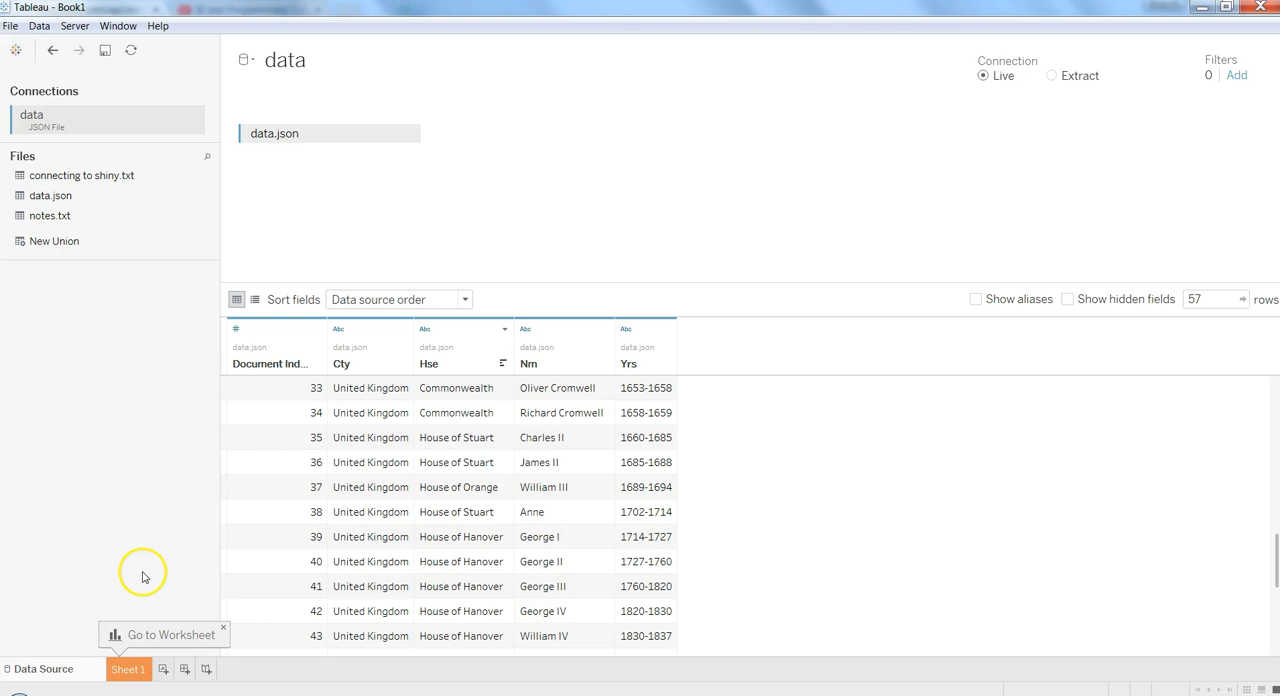 Tableau - Book1
File Data Server Window Help
Connections
data
JSON File
Files
connecting to shiny.txt
data.json
notes.txt
New Union
data
Connection
Live Extract
Filters
0 Add
data.json
Sort fields Data source order
Show aliases Show hidden fields 57 rows
# Abc Abc Abc Abc
data.json data.json data.json data.json data.json
Document Ind... Cty Hse Nm Yrs
33 United Kingdom Commonwealth Oliver Cromwell 1653-1658
34 United Kingdom Commonwealth Richard Cromwell 1658-1659
35 United Kingdom House of Stuart Charles II 1660-1685
36 United Kingdom House of Stuart James II 1685-1688
37 United Kingdom House of Orange William III 1689-1694
38 United Kingdom House of Stuart Anne 1702-1714
39 United Kingdom House of Hanover George I 1714-1727
40 United Kingdom House of Hanover George II 1727-1760
41 United Kingdom House of Hanover George III 1760-1820
42 United Kingdom House of Hanover George IV 1820-1830
43 United Kingdom House of Hanover William IV 1830-1837
Go to Worksheet
Data Source Sheet 1